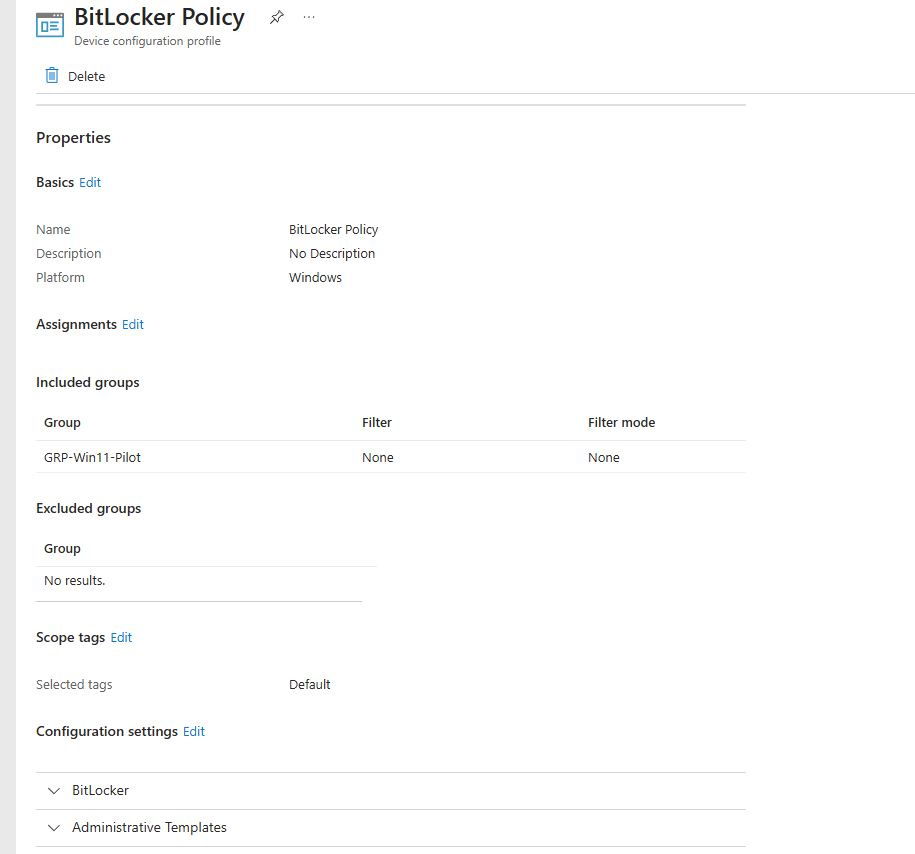 BitLocker Policy
Device configuration profile
Delete
Properties
Basics Edit
Name BitLocker Policy
Description No Description
Platform Windows
Assignments Edit
Included groups
Group Filter Filter mode
GRP-Win11-Pilot None None
Excluded groups
Group
No results.
Scope tags Edit
Selected tags Default
Configuration settings Edit
BitLocker
Administrative Templates